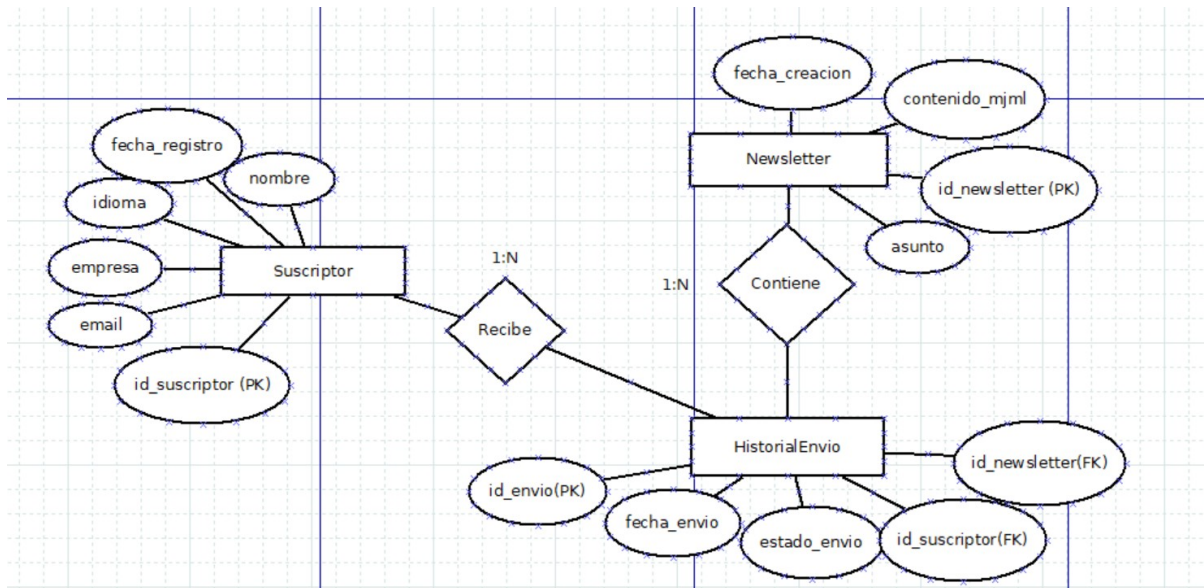 fecha_creacion
contenido_mjml
Newsletter
id_newsletter (PK)
asunto
fecha_registro
nombre
idioma
empresa
Suscriptor
email
id_suscriptor (PK)
1:N
Recibe
1:N
Contiene
HistorialEnvio
id_envio(PK)
fecha_envio
estado_envio
id_suscriptor(FK)
id_newsletter(FK)